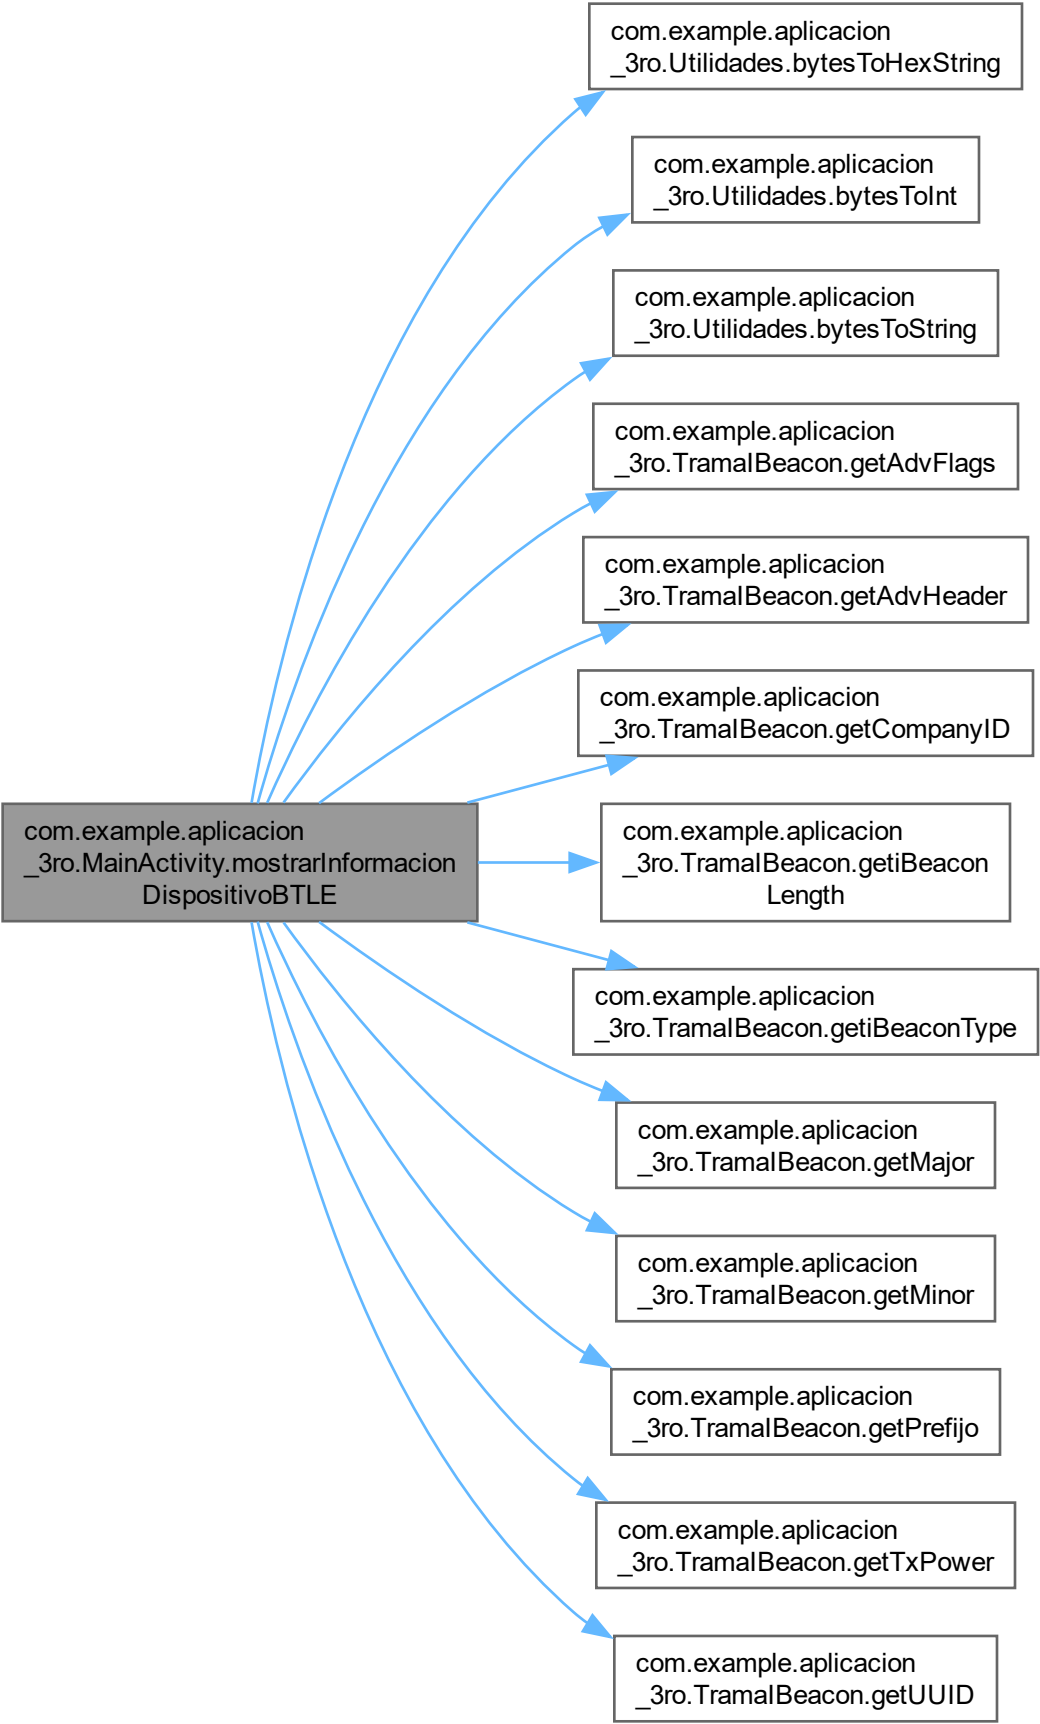 com.example.aplicacion
_3ro.Utilidades.bytesToHexString
com.example.aplicacion
_3ro.Utilidades.bytesToInt
com.example.aplicacion
_3ro.Utilidades.bytesToString
com.example.aplicacion
_3ro.TramaIBeacon.getAdvFlags
com.example.aplicacion
_3ro.TramaIBeacon.getAdvHeader
com.example.aplicacion
_3ro.TramaIBeacon.getCompanyID
com.example.aplicacion
_3ro.MainActivity.mostrarInformacion
DispositivoBTLE
com.example.aplicacion
_3ro.TramaIBeacon.getiBeacon
Length
com.example.aplicacion
_3ro.TramaIBeacon.getiBeaconType
com.example.aplicacion
_3ro.TramaIBeacon.getMajor
com.example.aplicacion
_3ro.TramaIBeacon.getMinor
com.example.aplicacion
_3ro.TramaIBeacon.getPrefijo
com.example.aplicacion
_3ro.TramaIBeacon.getTxPower
com.example.aplicacion
_3ro.TramaIBeacon.getUUID